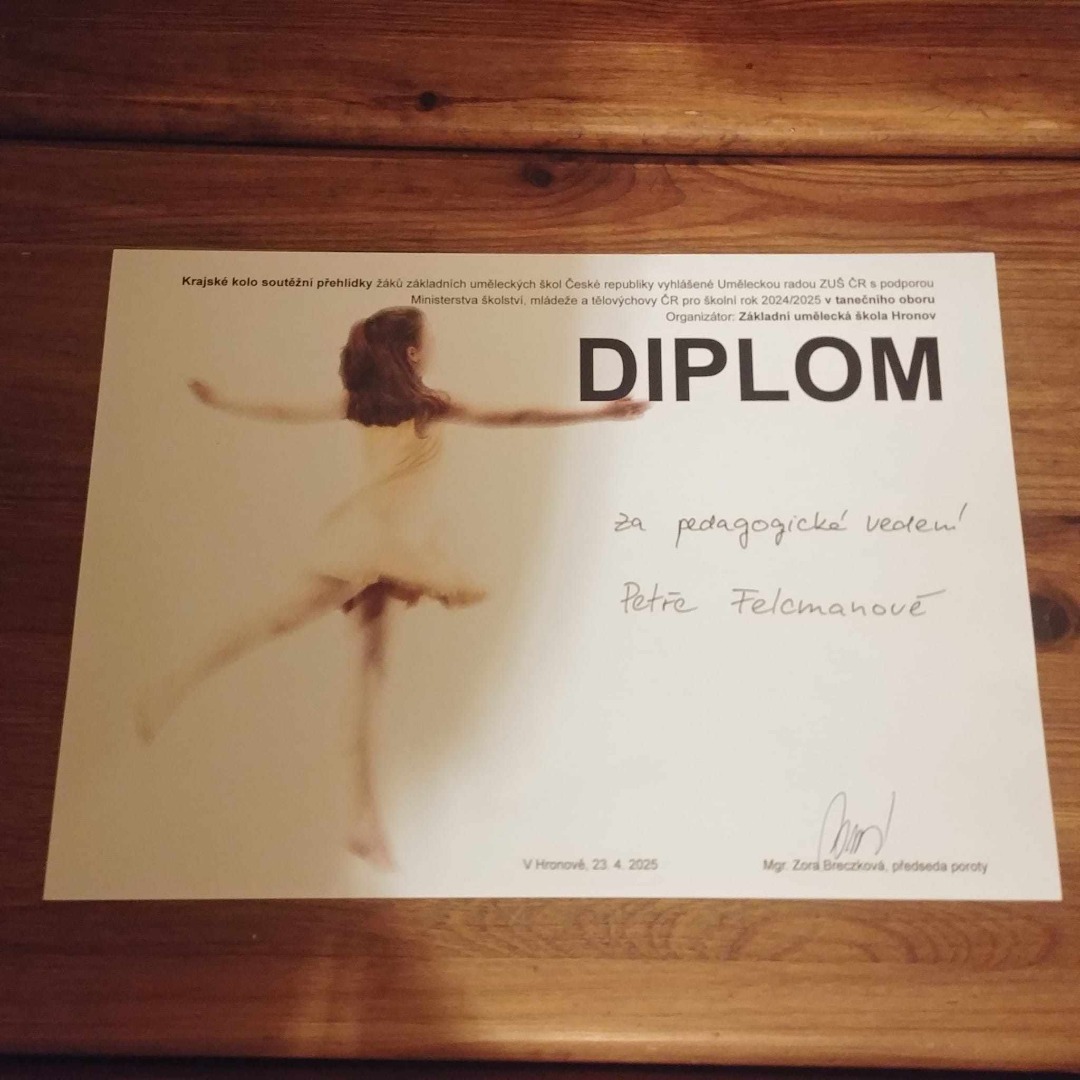 Krajské kolo soutěžní přehlídky žáků základních uměleckých škol České republiky vyhlášené Uměleckou radou ZUŠ ČR s podporou
Ministerstva školství, mládeže a tělovýchovy ČR pro školní rok 2024/2025 v tanečního oboru
Organizátor: Základní umělecká škola Hronov
DIPLOM
za pedagogické vedení
Petře Felcmanové
V Hronově, 23. 4. 2025
Mgr. Zora Breczková, předseda poroty